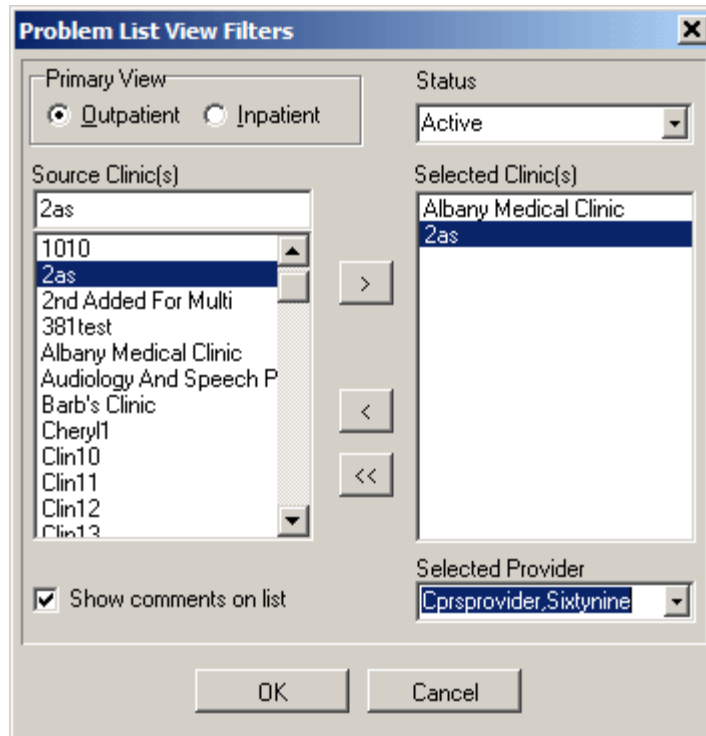 Problem List View Filters
Primary View
Outpatient Inpatient
Status
Active
Source Clinic(s)
2as
1010
2as
2nd Added For Multi
381test
Albany Medical Clinic
Audiology And Speech P
Barb's Clinic
Cheryl1
Clin10
Clin11
Clin12
Clin13
>
<
<<
Selected Clinic(s)
Albany Medical Clinic
2as
Show comments on list
Selected Provider
Cprsprovider,Sixtynine
OK Cancel